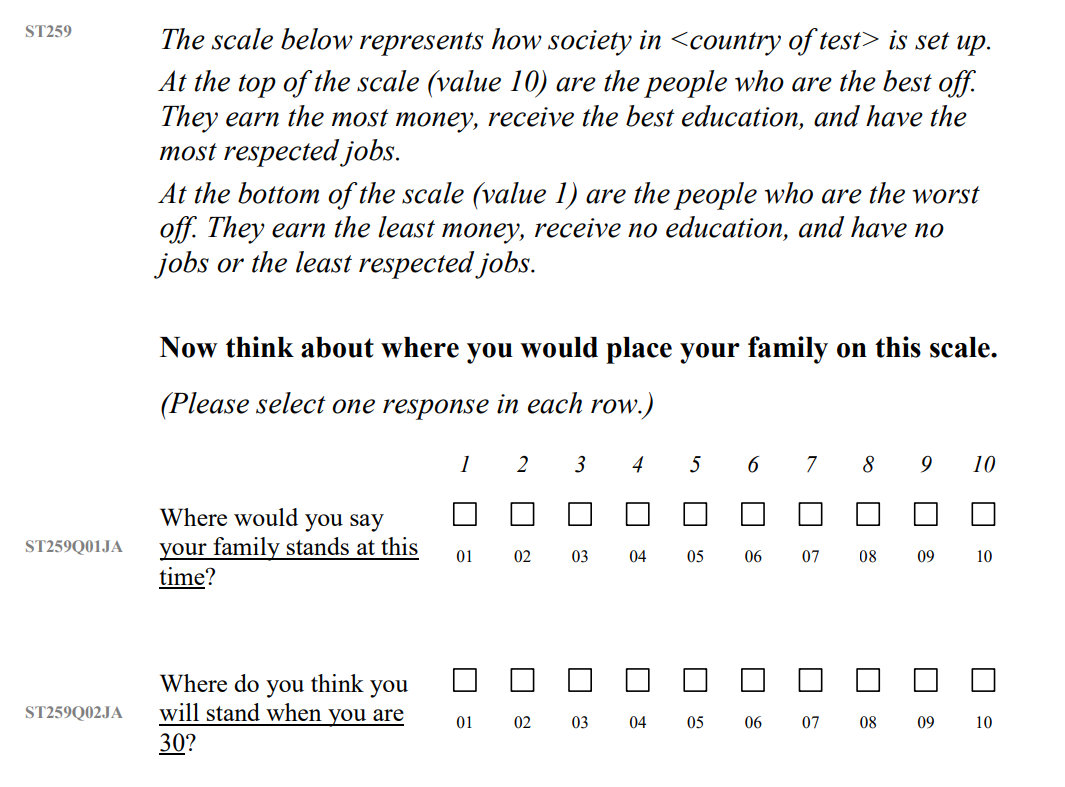 ST259
The scale below represents how society in <country of test> is set up.
At the top of the scale (value 10) are the people who are the best off.
They earn the most money, receive the best education, and have the
most respected jobs.
At the bottom of the scale (value 1) are the people who are the worst
off. They earn the least money, receive no education, and have no
jobs or the least respected jobs.
Now think about where you would place your family on this scale.
(Please select one response in each row.)
1 2 3 4 5 6 7 8 9 10
Where would you say
ST259Q01JA your family stands at this
01 02 03 04 05 06 07 08 09 10
time?
Where do you think you
ST259Q02JA will stand when you are
01 02 03 04 05 06 07 08 09 10
30?